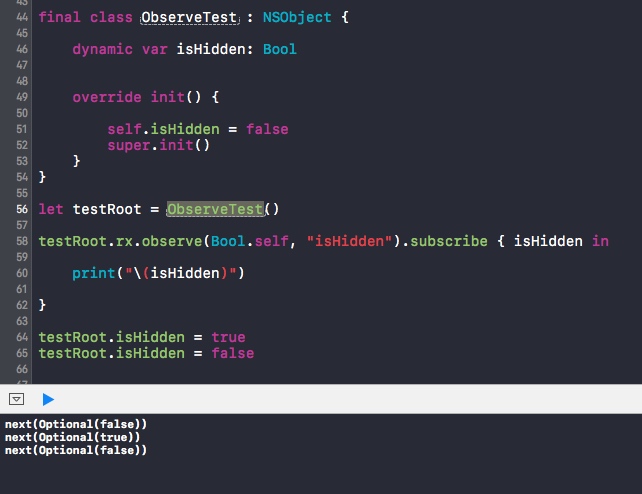 43
44 final class ObserveTest : NSObject {
45
46 dynamic var isHidden: Bool
47
48
49 override init() {
50
51 self.isHidden = false
52 super.init()
53 }
54 }
55
56 let testRoot = ObserveTest()
57
58 testRoot.rx.observe(Bool.self, "isHidden").subscribe { isHidden in
59
60 print("\(isHidden)")
61
62 }
63
64 testRoot.isHidden = true
65 testRoot.isHidden = false
66
67
next(Optional(false))
next(Optional(true))
next(Optional(false))